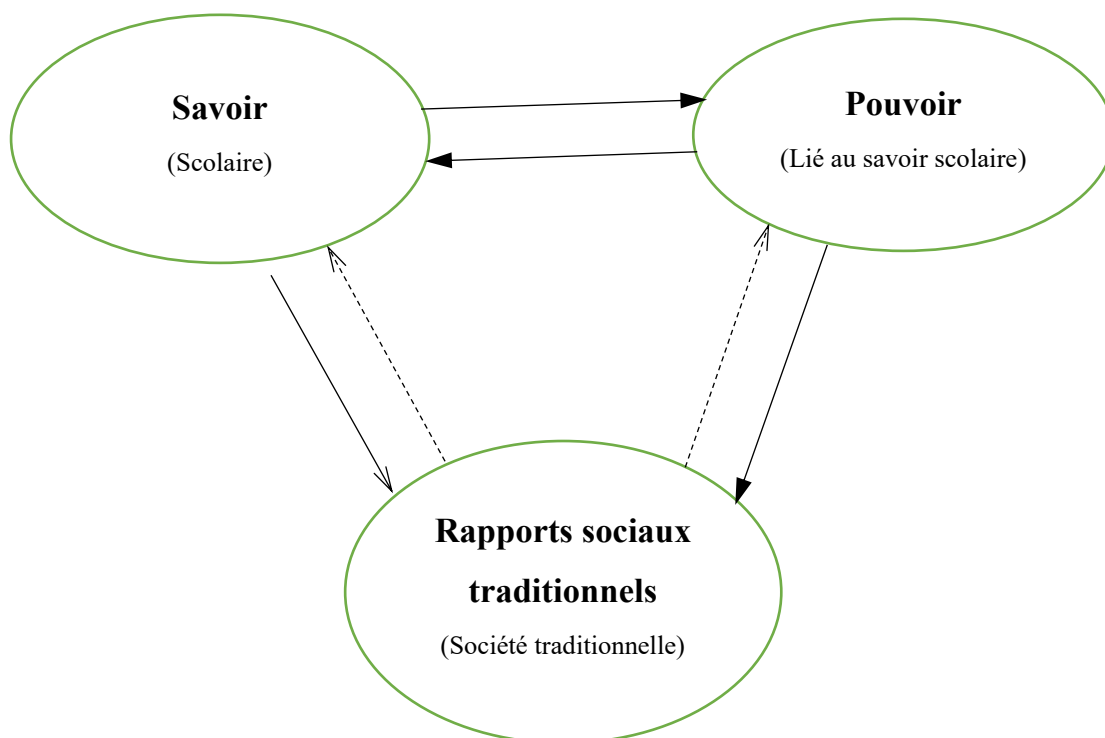 Savoir
(Scolaire)
Pouvoir
(Lié au savoir scolaire)
Rapports sociaux
traditionnels
(Société traditionnelle)